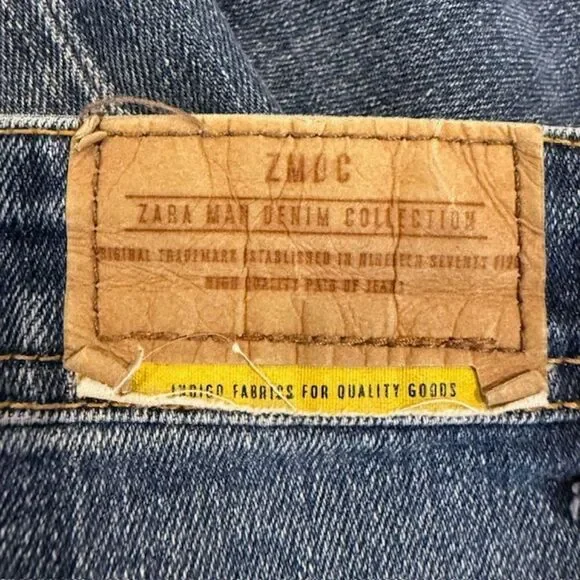 ZMDC
ZARA MAN DENIM COLLECTION
ORIGINAL TRADEMARK ESTABLISHED IN NINETEEN SEVENTY FIVE
HIGH QUALITY PAIR OF JEANS
INDIGO FABRICS FOR QUALITY GOODS